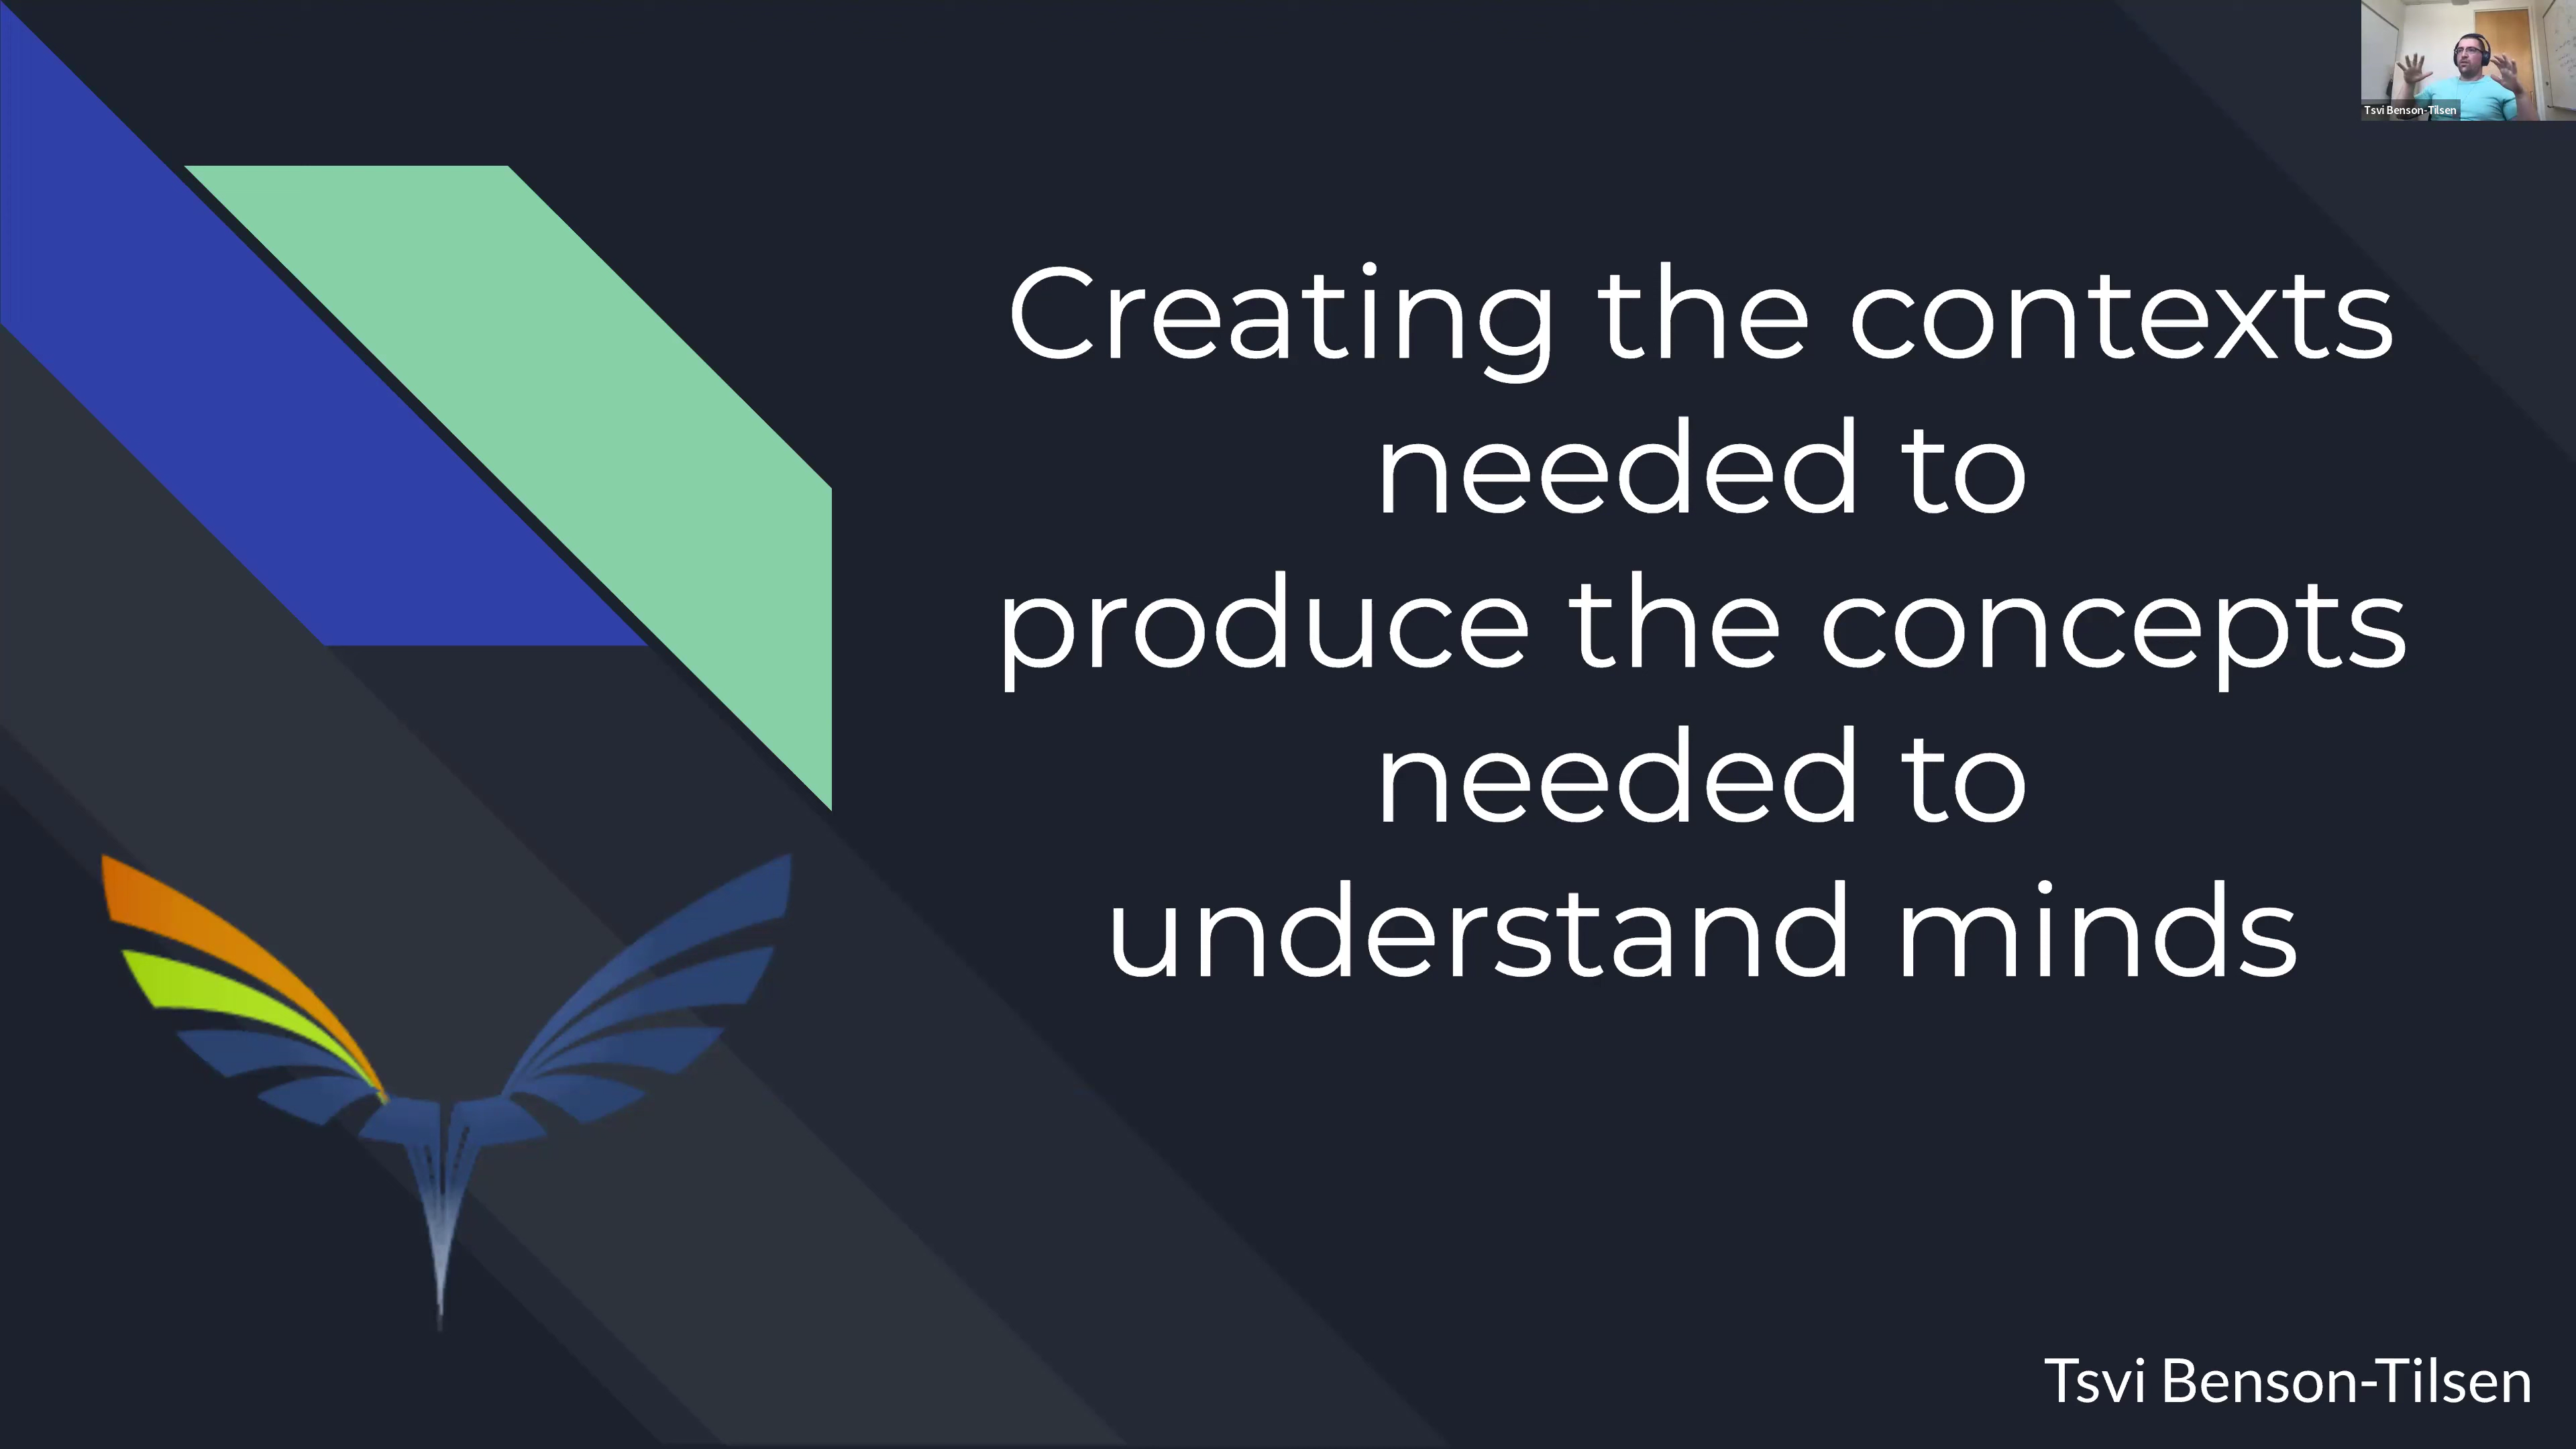 Tsvi Benson-Tilsen
Creating the contexts
needed to
produce the concepts
needed to
understand minds
Tsvi Benson-Tilsen